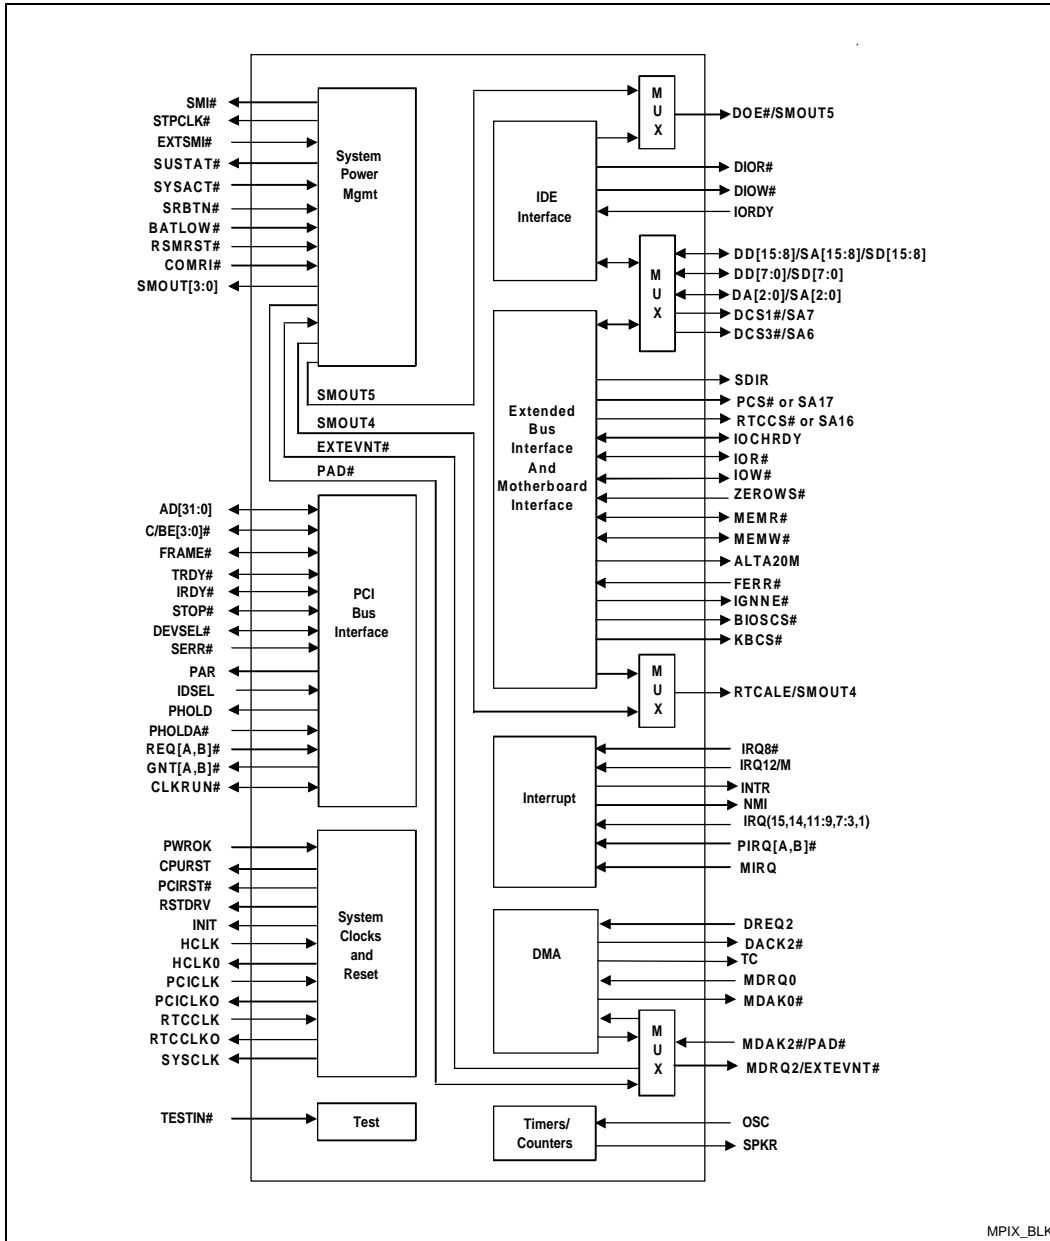 SMI#
STPCLK#
EXTSMI#
SUSTAT#
SYSACT#
SRBTN#
BATLOW#
RSMRST#
COMRI#
SMOUT[3:0]
System
Power
Mgmt
SMOUT5
SMOUT4
EXTEVNT#
PAD#
AD[31:0]
C/BE[3:0]#
FRAME#
TRDY#
IRDY#
STOP#
DEVSEL#
SERR#
PAR
IDSEL
PHOLD
PHOLDA#
REQ[A,B]#
GNT[A,B]#
CLKRUN#
PCI
Bus
Interface
PWROK
CPURST
PCIRST#
RSTDRV
INIT
HCLK
HCLK0
PCICLK
PCICLKO
RTCCLK
RTCCLKO
SYSCLK
System
Clocks
and
Reset
TESTIN#
Test
IDE
Interface
M
U
X
DOE#/SMOUT5
DIOR#
DIOW#
IORDY
M
U
X
DD[15:8]/SA[15:8]/SD[15:8]
DD[7:0]/SD[7:0]
DA[2:0]/SA[2:0]
DCS1#/SA7
DCS3#/SA6
Extended
Bus
Interface
And
Motherboard
Interface
SDIR
PCS# or SA17
RTCCS# or SA16
IOCHRDY
IOR#
IOW#
ZEROWS#
MEMR#
MEMW#
ALTA20M
FERR#
IGNNE#
BIOSCS#
KBCS#
M
U
X
RTCALE/SMOUT4
Interrupt
IRQ8#
IRQ12/M
INTR
NMI
IRQ(15,14,11:9,7:3,1)
PIRQ[A,B]#
MIRQ
DMA
DREQ2
DACK2#
TC
MDRQ0
MDAK0#
M
U
X
MDAK2#/PAD#
MDRQ2/EXTEVNT#
Timers/
Counters
OSC
SPKR
MPIX_BLK